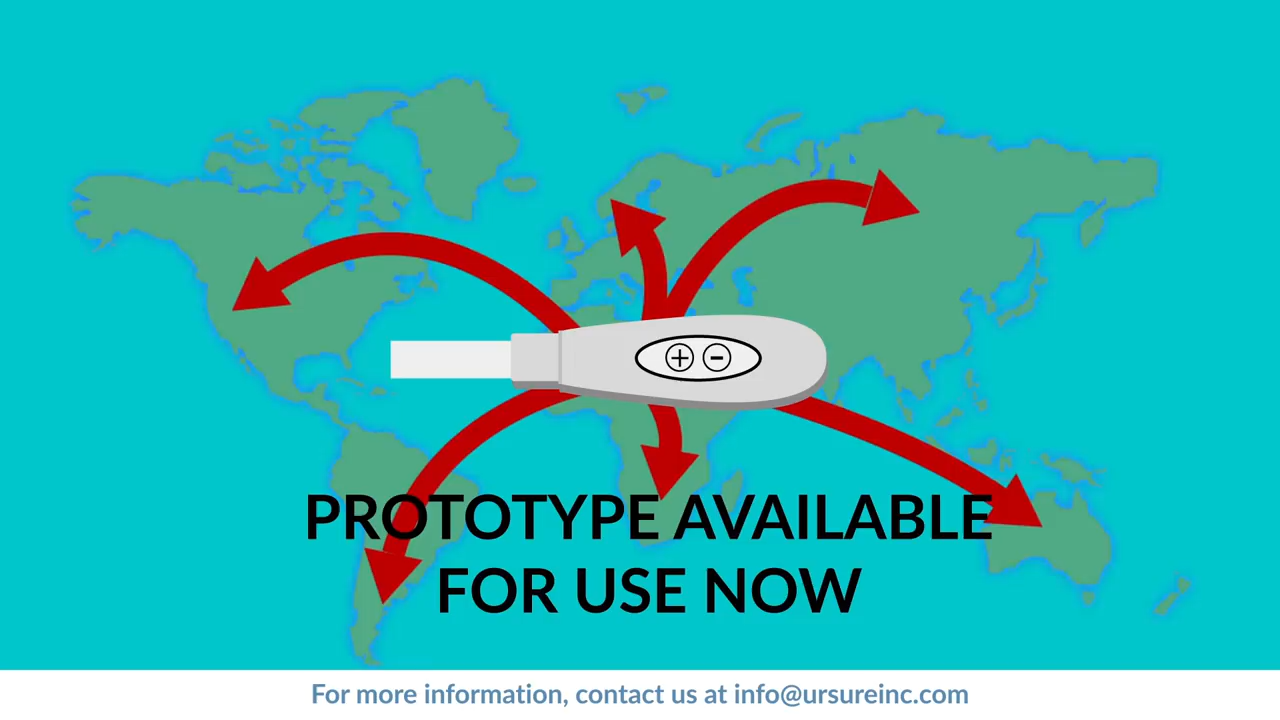 + -
PROTOTYPE AVAILABLE
FOR USE NOW
For more information, contact us at info@ursureinc.com